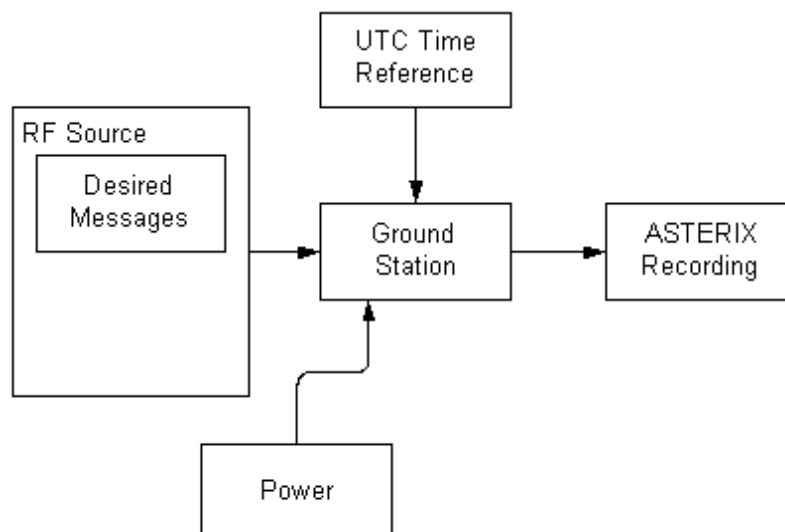 UTC Time
Reference
RF Source
Desired
Messages
Ground
Station
ASTERIX
Recording
Power